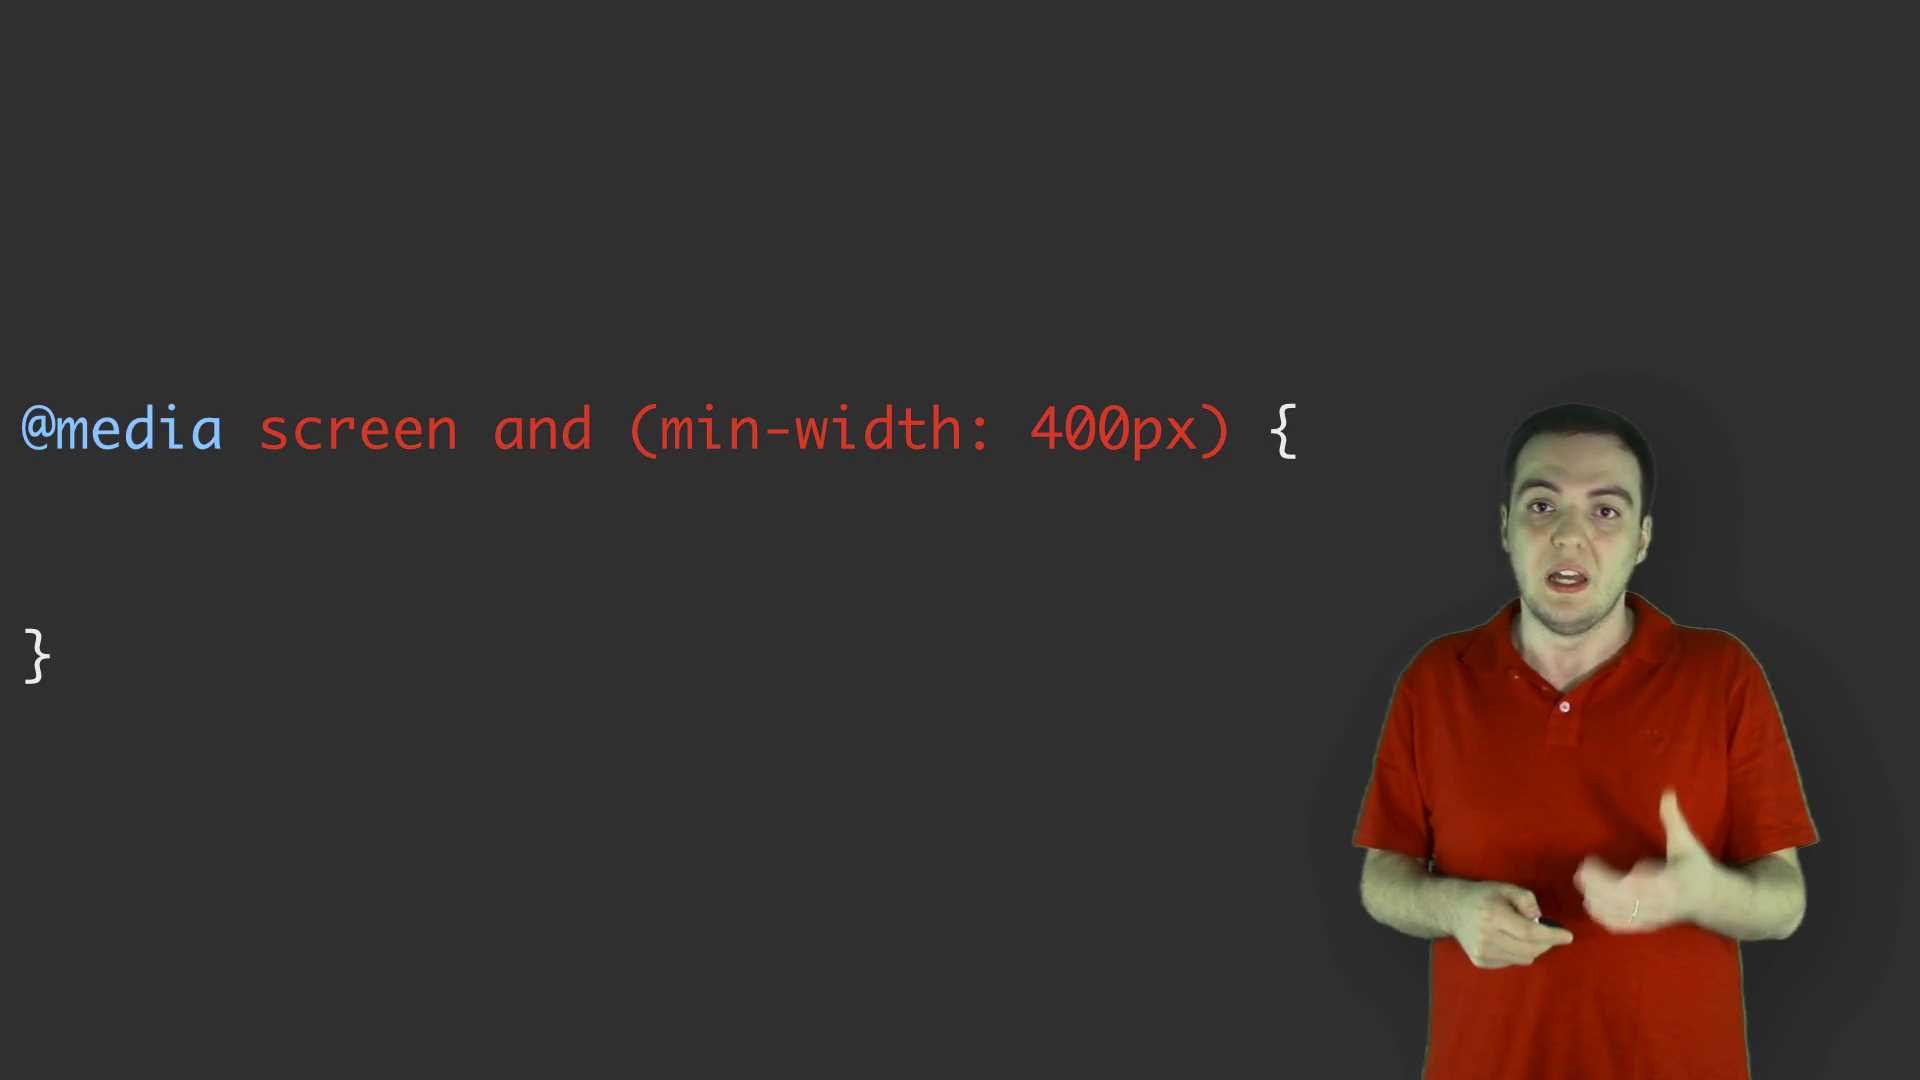 @media screen and (min-width: 400px) {
}